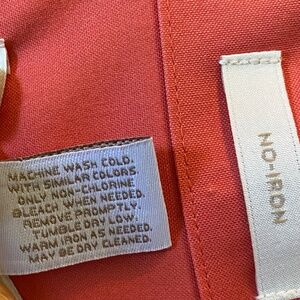 MACHINE WASH COLD.
WITH SIMILAR COLORS.
ONLY NON-CHLORINE
BLEACH WHEN NEEDED.
REMOVE PROMPTLY.
TUMBLE DRY LOW.
WARM IRON AS NEEDED.
MAY BE DRY CLEANED.
NO-IRON